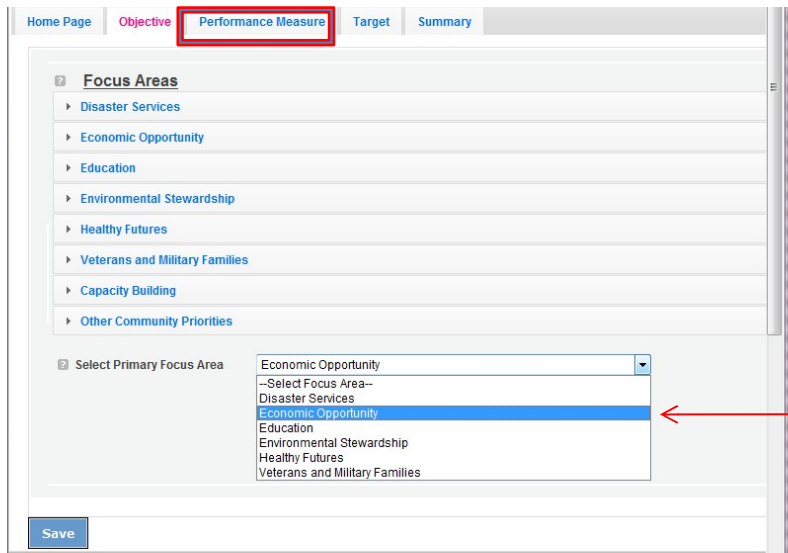 Home Page Objective Performance Measure Target Summary
Focus Areas
Disaster Services
Economic Opportunity
Education
Environmental Stewardship
Healthy Futures
Veterans and Military Families
Capacity Building
Other Community Priorities
Select Primary Focus Area Economic Opportunity
--Select Focus Area--
Disaster Services
Economic Opportunity
Education
Environmental Stewardship
Healthy Futures
Veterans and Military Families
Save